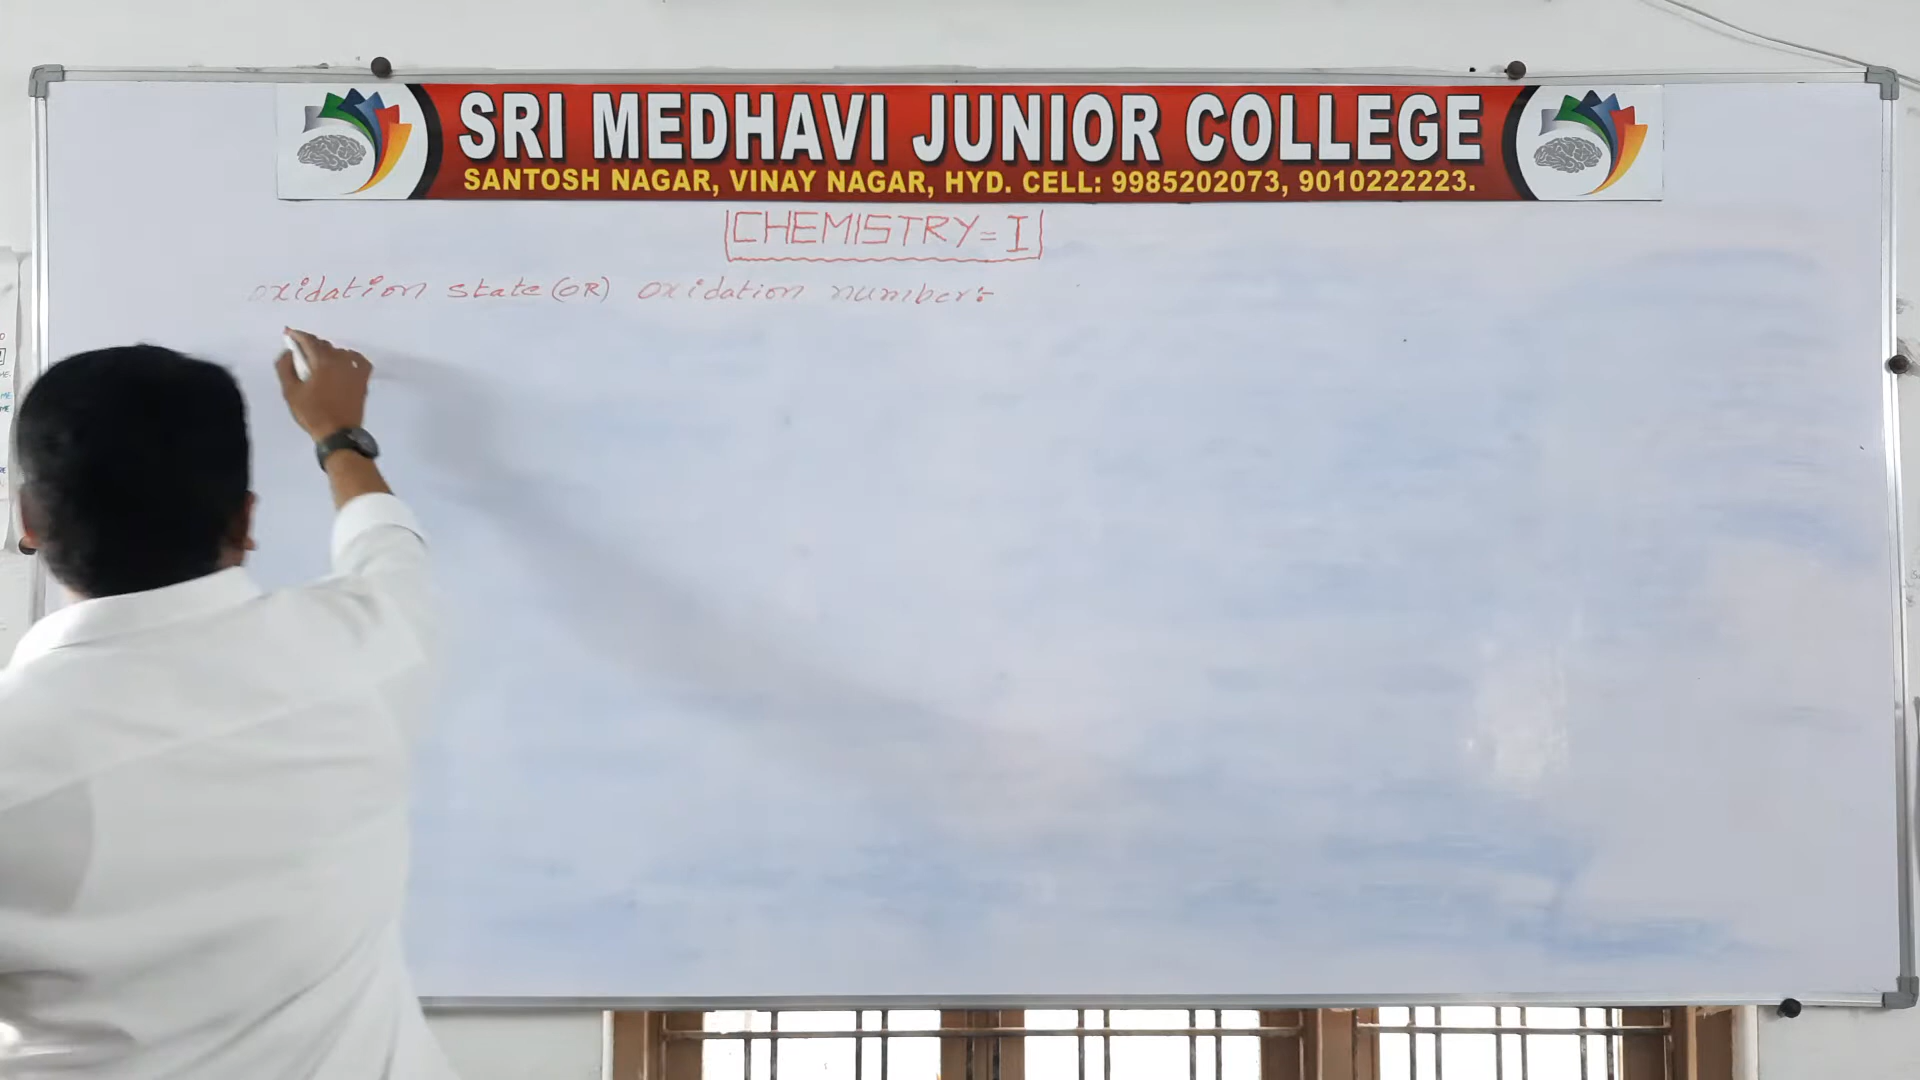 SRI MEDHAVI JUNIOR COLLEGE
SANTOSH NAGAR, VINAY NAGAR, HYD. CELL: 9985202073, 9010222223.
CHEMISTRY = I
oxidation state (OR) oxidation number:-